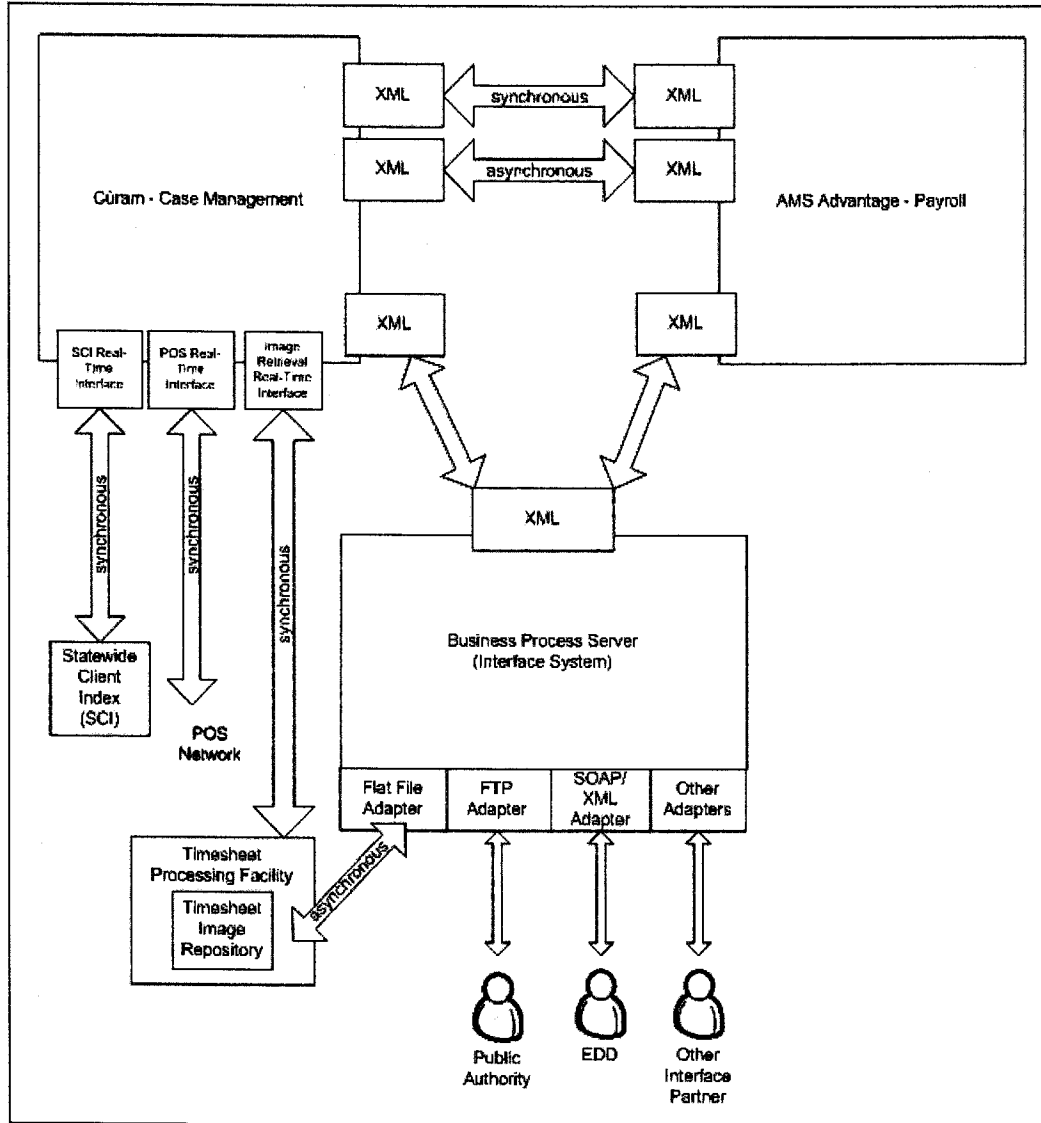 XML
synchronous
XML
XML
asynchronous
XML
Cúram - Case Management
AMS Advantage - Payroll
XML
XML
SCI Real-
Time
Interface
POS Real-
Time
Interface
Image
Retrieval
Real-Time
Interface
synchronous
synchronous
synchronous
XML
Business Process Server
(Interface System)
Statewide
Client
Index
(SCI)
POS
Network
Flat File
Adapter
FTP
Adapter
SOAP/
XML
Adapter
Other
Adapters
Timesheet
Processing Facility
Timesheet
Image
Repository
asynchronous
Public
Authority
EDD
Other
Interface
Partner